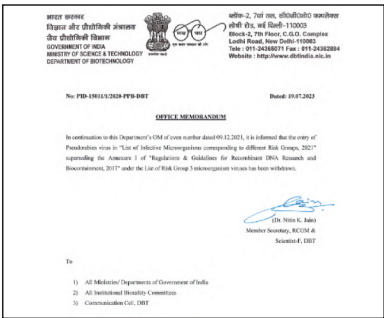 भारत सरकार
विज्ञान और प्रौद्योगिकी मंत्रालय
जैव प्रौद्योगिकी विभाग
GOVERNMENT OF INDIA
MINISTRY OF SCIENCE & TECHNOLOGY
DEPARTMENT OF BIOTECHNOLOGY
ब्लॉक-2, 7वां तल, सी0जी0ओ0 कम्पलेक्स
लोधी रोड, नई दिल्ली-110003
Block-2, 7th Floor, C.G.O. Complex
Lodhi Road, New Delhi-110003
Tele : 011-24365071 Fax : 011-24362884
Website : http://www.dbtindia.nic.in
No: PID-15011/1/2020-PPB-DBT
Dated: 19.07.2023
OFFICE MEMORANDUM
In continuation to this Department's OM of even number dated 09.12.2021, it is informed that the entry of
Pseudorabies virus in "List of Infective Microorganisms corresponding to different Risk Groups, 2021"
superseding the Annexure 1 of "Regulations & Guidelines for Recombinant DNA Research and
Biocontainment, 2017" under the List of Risk Group 3 microorganism viruses has been withdrawn.
(Dr. Nitin K. Jain)
Member Secretary, RCGM &
Scientist-F, DBT
To
1) All Ministries/ Departments of Government of India
2) All Institutional Biosafety Committees
3) Communication Cell, DBT